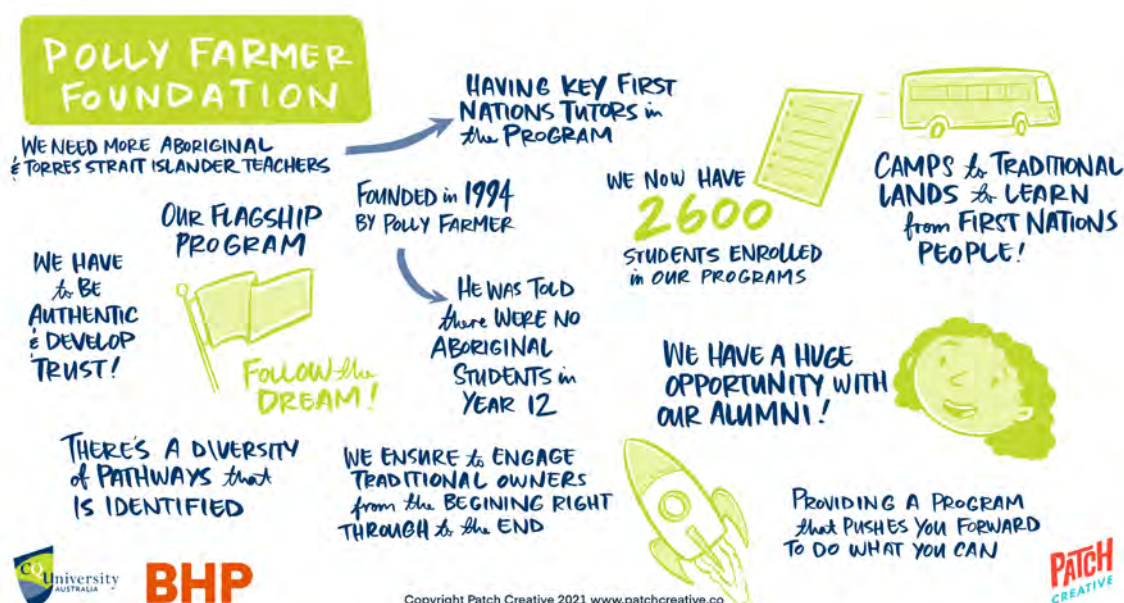 POLLY FARMER
FOUNDATION
WE NEED MORE ABORIGINAL
& TORRES STRAIT ISLANDER TEACHERS
HAVING KEY FIRST
NATIONS TUTORS in
the PROGRAM
FOUNDED in 1994
BY POLLY FARMER
HE WAS TOLD
there WERE NO
ABORIGINAL
STUDENTS in
YEAR 12
OUR FLAGSHIP
PROGRAM
FOLLOW the
DREAM!
WE HAVE
to BE
AUTHENTIC
& DEVELOP
TRUST!
THERE'S A DIVERSITY
of PATHWAYS that
IS IDENTIFIED
WE ENSURE to ENGAGE
TRADITIONAL OWNERS
from the BEGINING RIGHT
THROUGH to the END
WE NOW HAVE
2600
STUDENTS ENROLLED
in OUR PROGRAMS
CAMPS to TRADITIONAL
LANDS to LEARN
from FIRST NATIONS
PEOPLE!
WE HAVE A HUGE
OPPORTUNITY WITH
OUR ALUMNI!
PROVIDING A PROGRAM
that PUSHES YOU FORWARD
TO DO WHAT YOU CAN
CQUniversity
AUSTRALIA
BHP
Copyright Patch Creative 2021 www.patchcreative.co
PATCH
CREATIVE